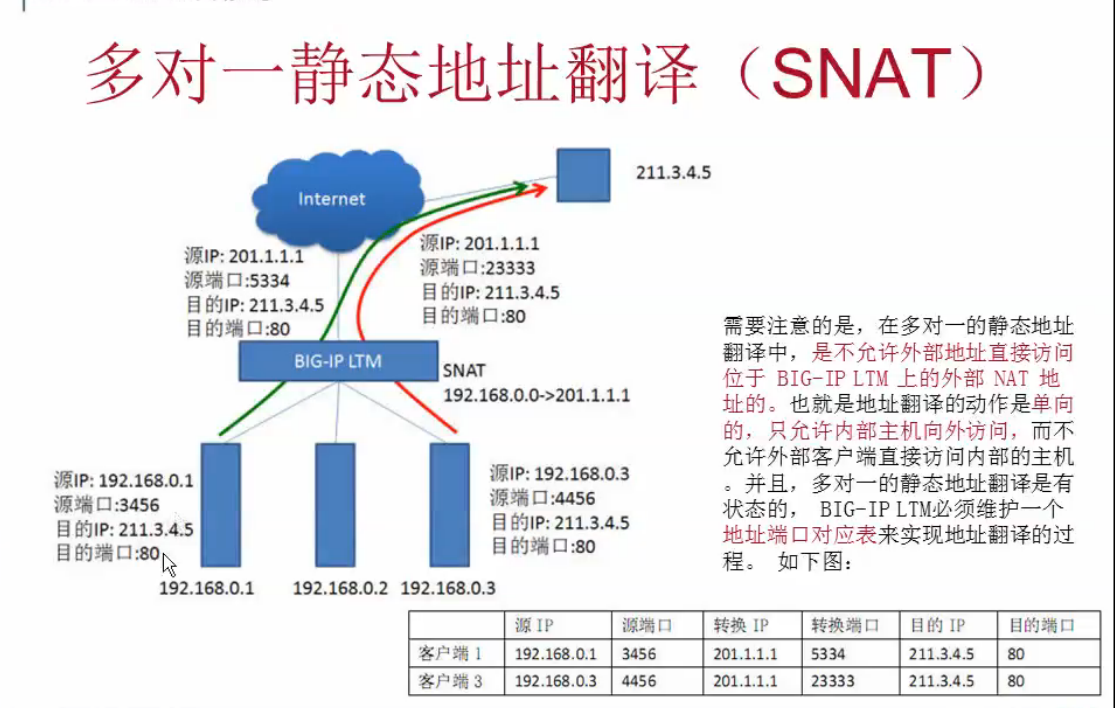 多对一静态地址翻译（SNAT）
Internet
211.3.4.5
源IP: 201.1.1.1
源端口:5334
目的IP: 211.3.4.5
目的端口:80
源IP: 201.1.1.1
源端口:23333
目的IP: 211.3.4.5
目的端口:80
BIG-IP LTM
SNAT
192.168.0.0->201.1.1.1
源IP: 192.168.0.1
源端口:3456
目的IP: 211.3.4.5
目的端口:80
源IP: 192.168.0.3
源端口:4456
目的IP: 211.3.4.5
目的端口:80
192.168.0.1
192.168.0.2
192.168.0.3
需要注意的是，在多对一的静态地址
翻译中，是不允许外部地址直接访问
位于 BIG-IP LTM 上的外部 NAT 地
址的。也就是地址翻译的动作是单向
的，只允许内部主机向外访问，而不
允许外部客户端直接访问内部的主机
。并且，多对一的静态地址翻译是有
状态的， BIG-IP LTM必须维护一个
地址端口对应表来实现地址翻译的过
程。 如下图：
源 IP 源端口 转换 IP 转换端口 目的 IP 目的端口
客户端 1 192.168.0.1 3456 201.1.1.1 5334 211.3.4.5 80
客户端 3 192.168.0.3 4456 201.1.1.1 23333 211.3.4.5 80